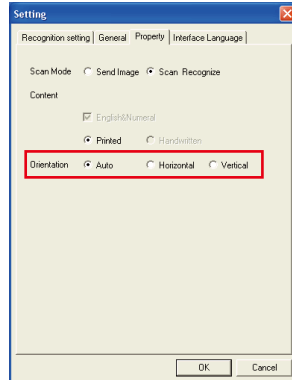 Setting
Recognition setting General Property Interface Language
Scan Mode Send Image Scan Recognize
Content
English&Numeral
Printed Handwritten
Orientation Auto Horizontal Vertical
OK Cancel